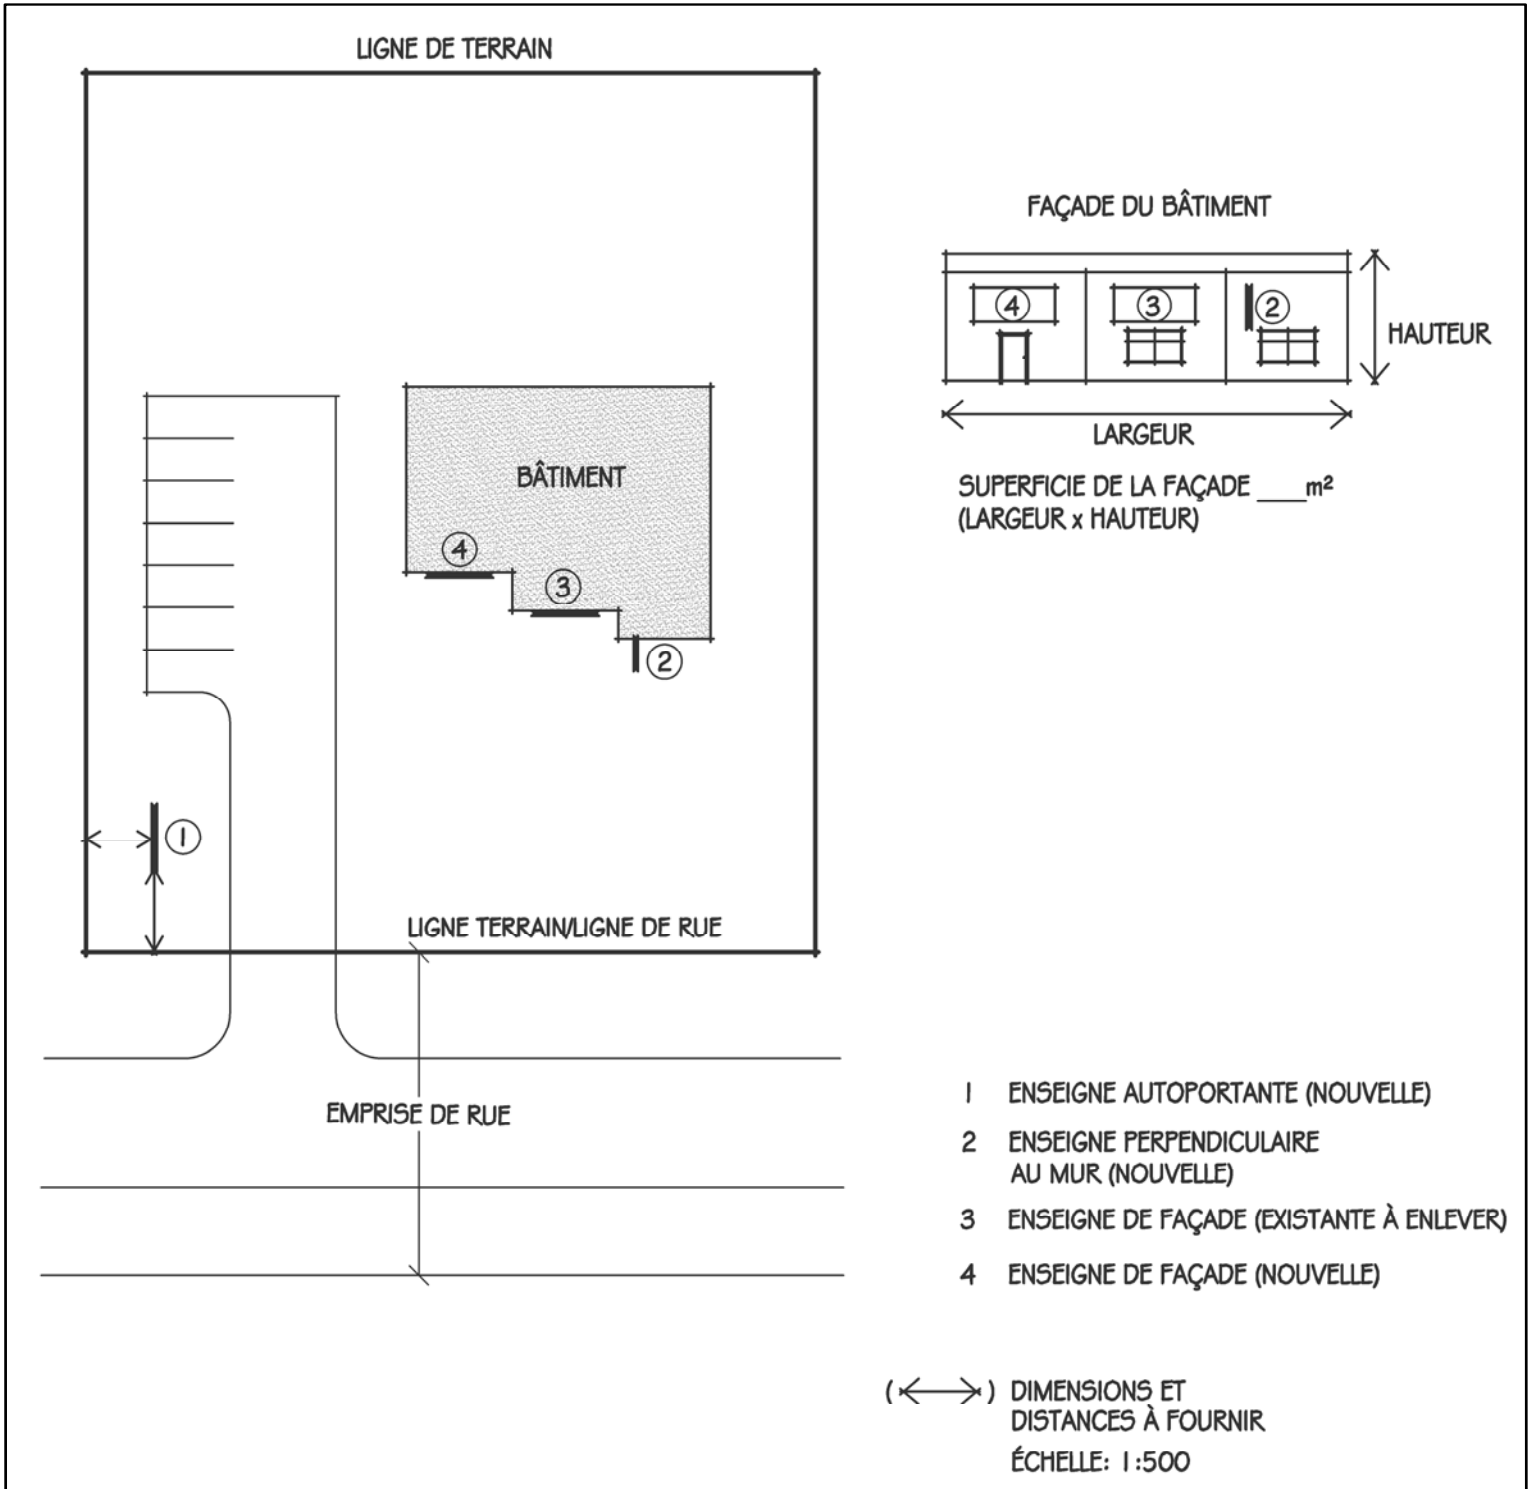 LIGNE DE TERRAIN
FAÇADE DU BÂTIMENT
4
3
2
HAUTEUR
LARGEUR
SUPERFICIE DE LA FAÇADE ____m²
(LARGEUR x HAUTEUR)
BÂTIMENT
4
3
2
1
LIGNE TERRAIN/LIGNE DE RUE
EMPRISE DE RUE
1 ENSEIGNE AUTOPORTANTE (NOUVELLE)
2 ENSEIGNE PERPENDICULAIRE
AU MUR (NOUVELLE)
3 ENSEIGNE DE FAÇADE (EXISTANTE À ENLEVER)
4 ENSEIGNE DE FAÇADE (NOUVELLE)
( ) DIMENSIONS ET
DISTANCES À FOURNIR
ÉCHELLE: 1:500